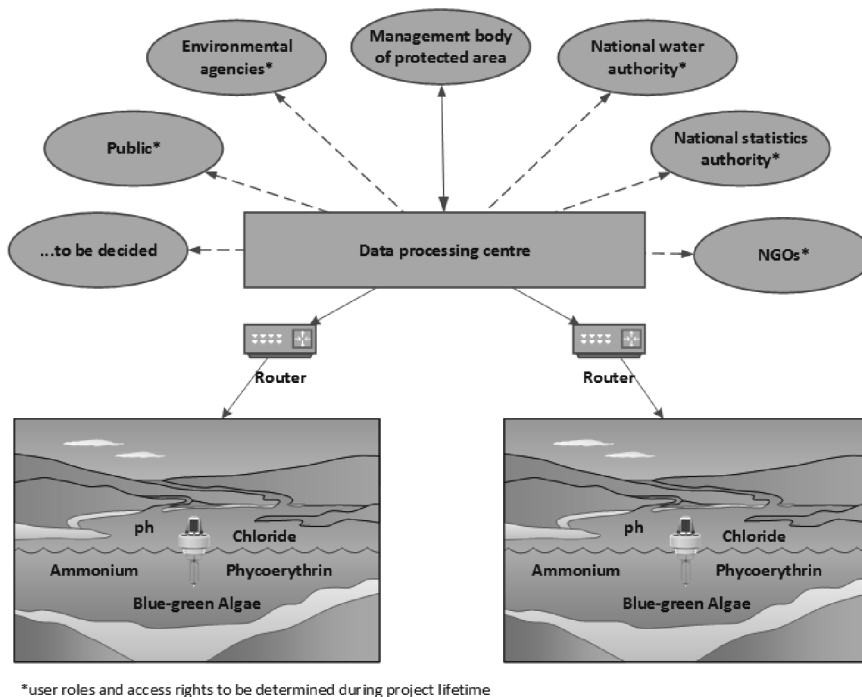 Environmental
agencies*
Management body
of protected area
National water
authority*
Public*
National statistics
authority*
...to be decided
Data processing centre
NGOs*
Router
Router
ph
Chloride
Ammonium
Phycoerythrin
Blue-green Algae
ph
Chloride
Ammonium
Phycoerythrin
Blue-green Algae
*user roles and access rights to be determined during project lifetime